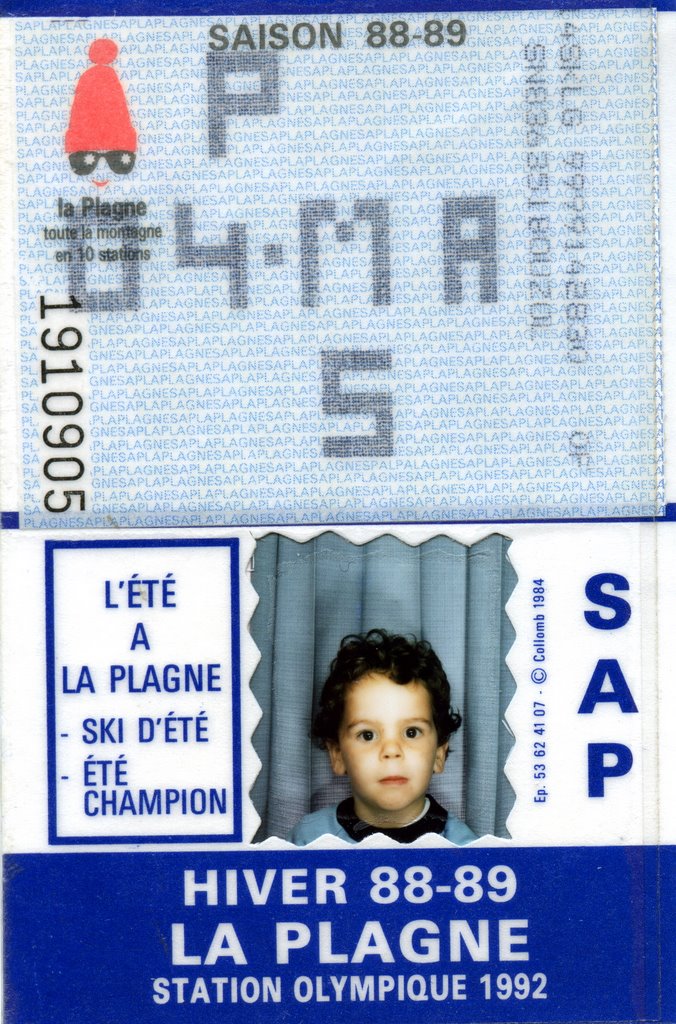 SAISON 88-89
P
04·MA
S
la Plagne
toute la montagne
en 10 stations
1910905
L'ÉTÉ
A
LA PLAGNE
- SKI D'ÉTÉ
- ÉTÉ
CHAMPION
Ep. 53 62 41 07 - © Collomb 1984
SAP
HIVER 88-89
LA PLAGNE
STATION OLYMPIQUE 1992